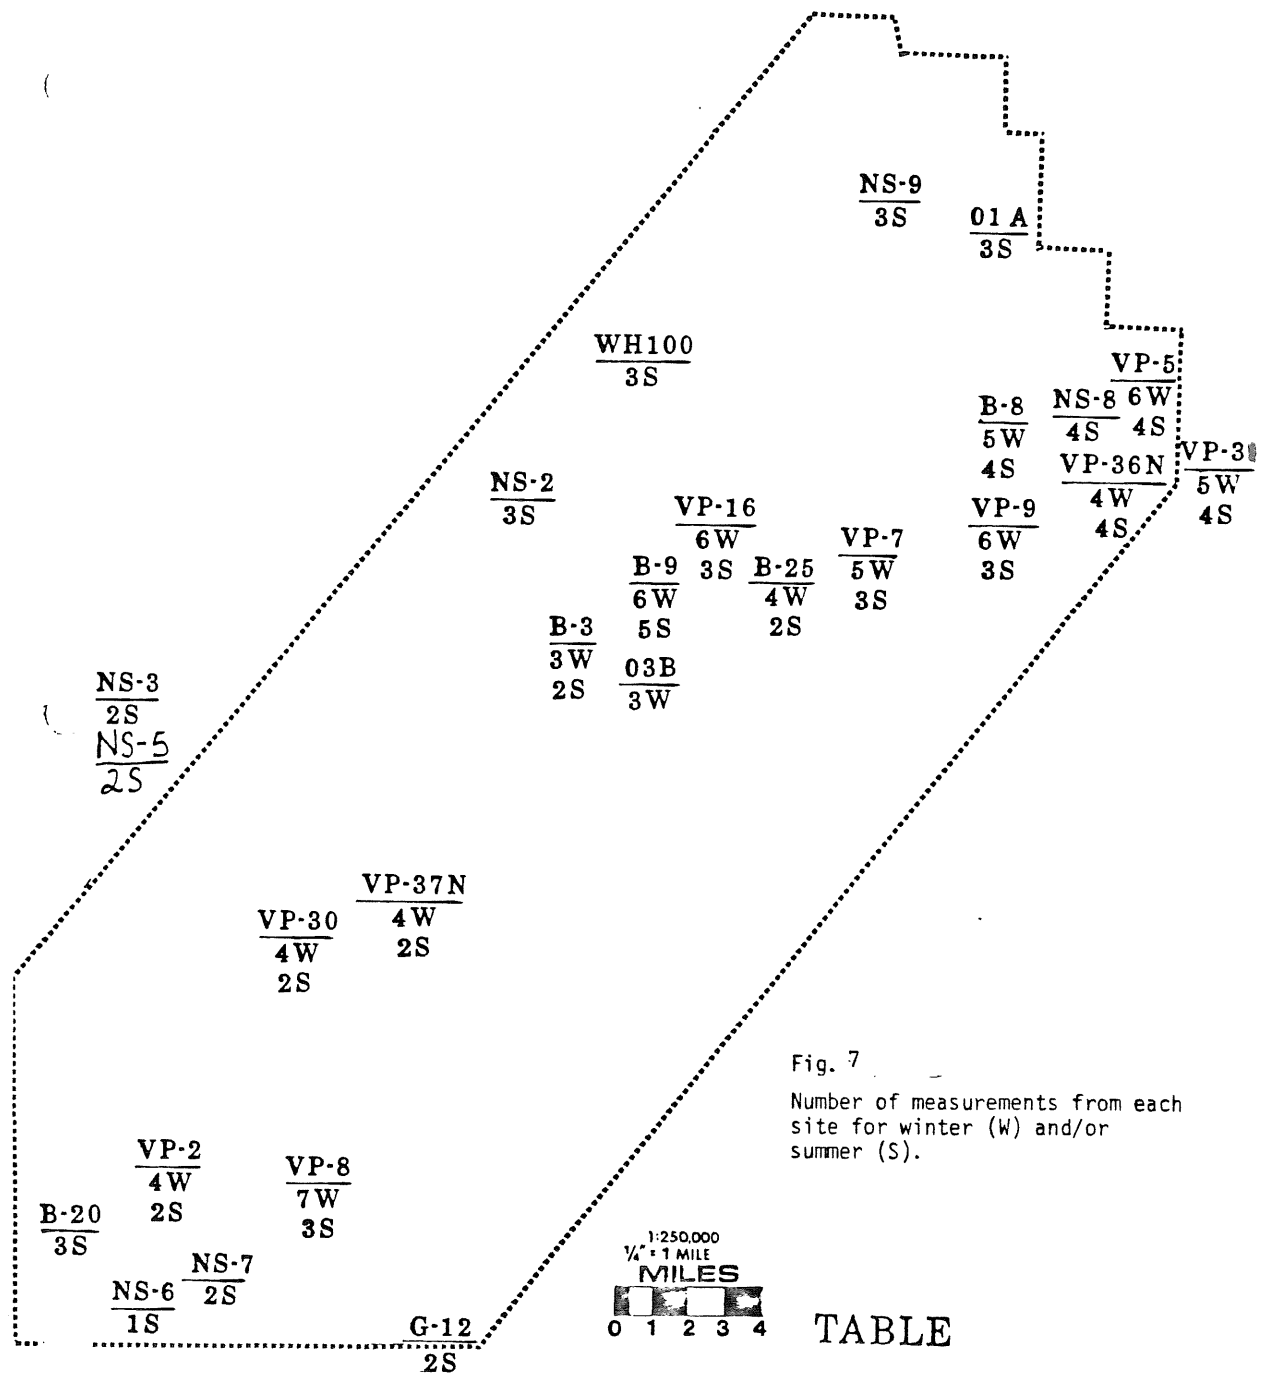 NS-9
3S
01 A
3S
WH100
3S
VP-5
6W
4S
NS-8
4S
B-8
5W
4S
VP-36N
4W
4S
5W
4S
NS-2
3S
VP-16
6W
3S
VP-9
6W
3S
VP-7
5W
3S
B-9
6W
5S
B-25
4W
2S
B-3
3W
2S
03B
3W
NS-3
2S
NS-5
2S
VP-37N
4W
2S
VP-30
4W
2S
Fig. 7
Number of measurements from each
site for winter (W) and/or
summer (S).
VP-2
4W
2S
VP-8
7W
3S
B-20
3S
NS-7
2S
NS-6
1S
G-12
2S
1:250,000
1/4" = 1 MILE
MILES
0 1 2 3 4
TABLE